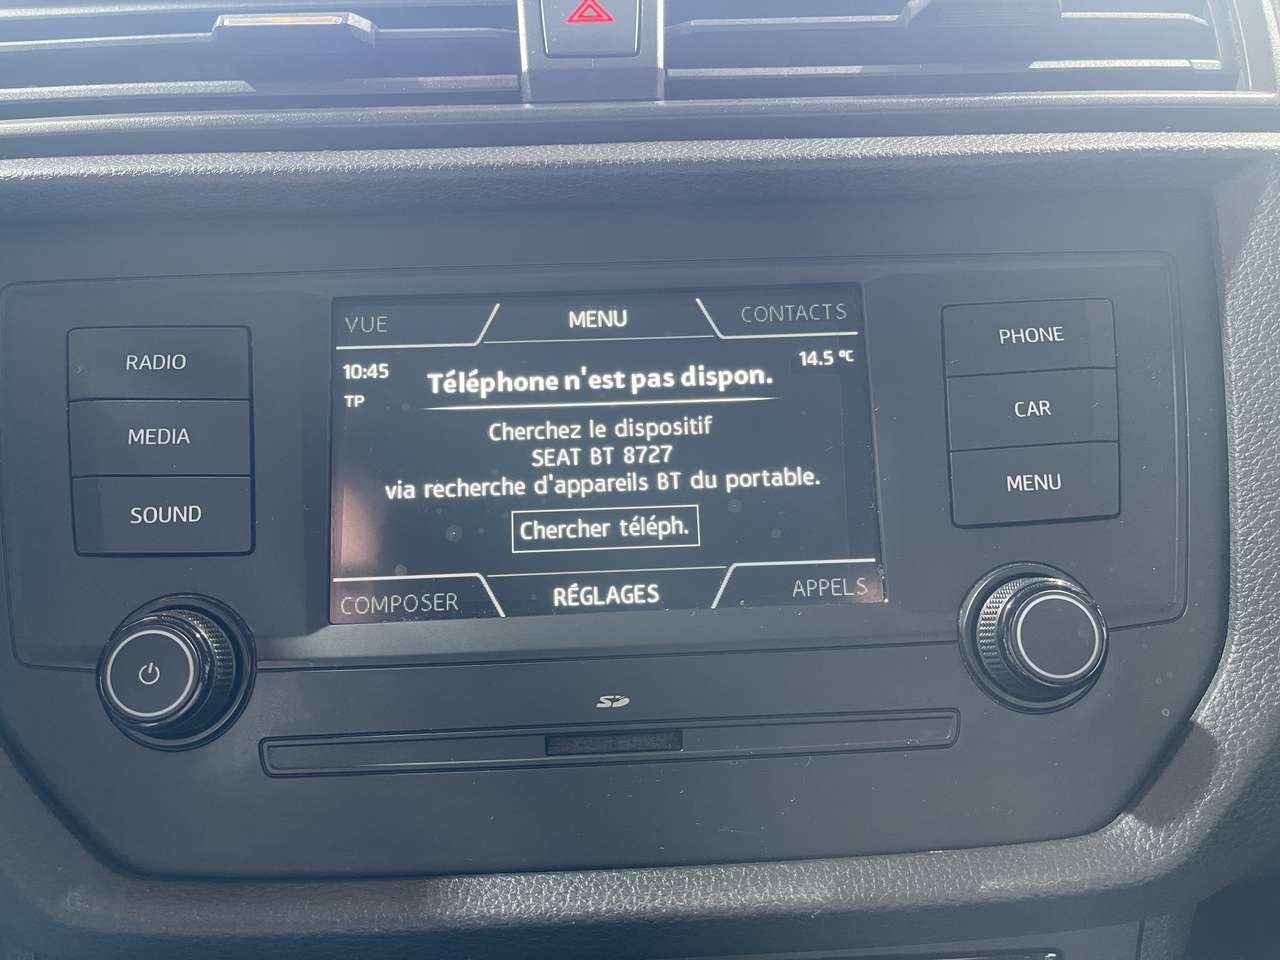 VUE
MENU
CONTACTS
10:45
14.5 °C
TP
Téléphone n'est pas dispon.
Cherchez le dispositif
SEAT BT 8727
via recherche d'appareils BT du portable.
Chercher téléph.
COMPOSER
RÉGLAGES
APPELS
RADIO
MEDIA
SOUND
PHONE
CAR
MENU
SD